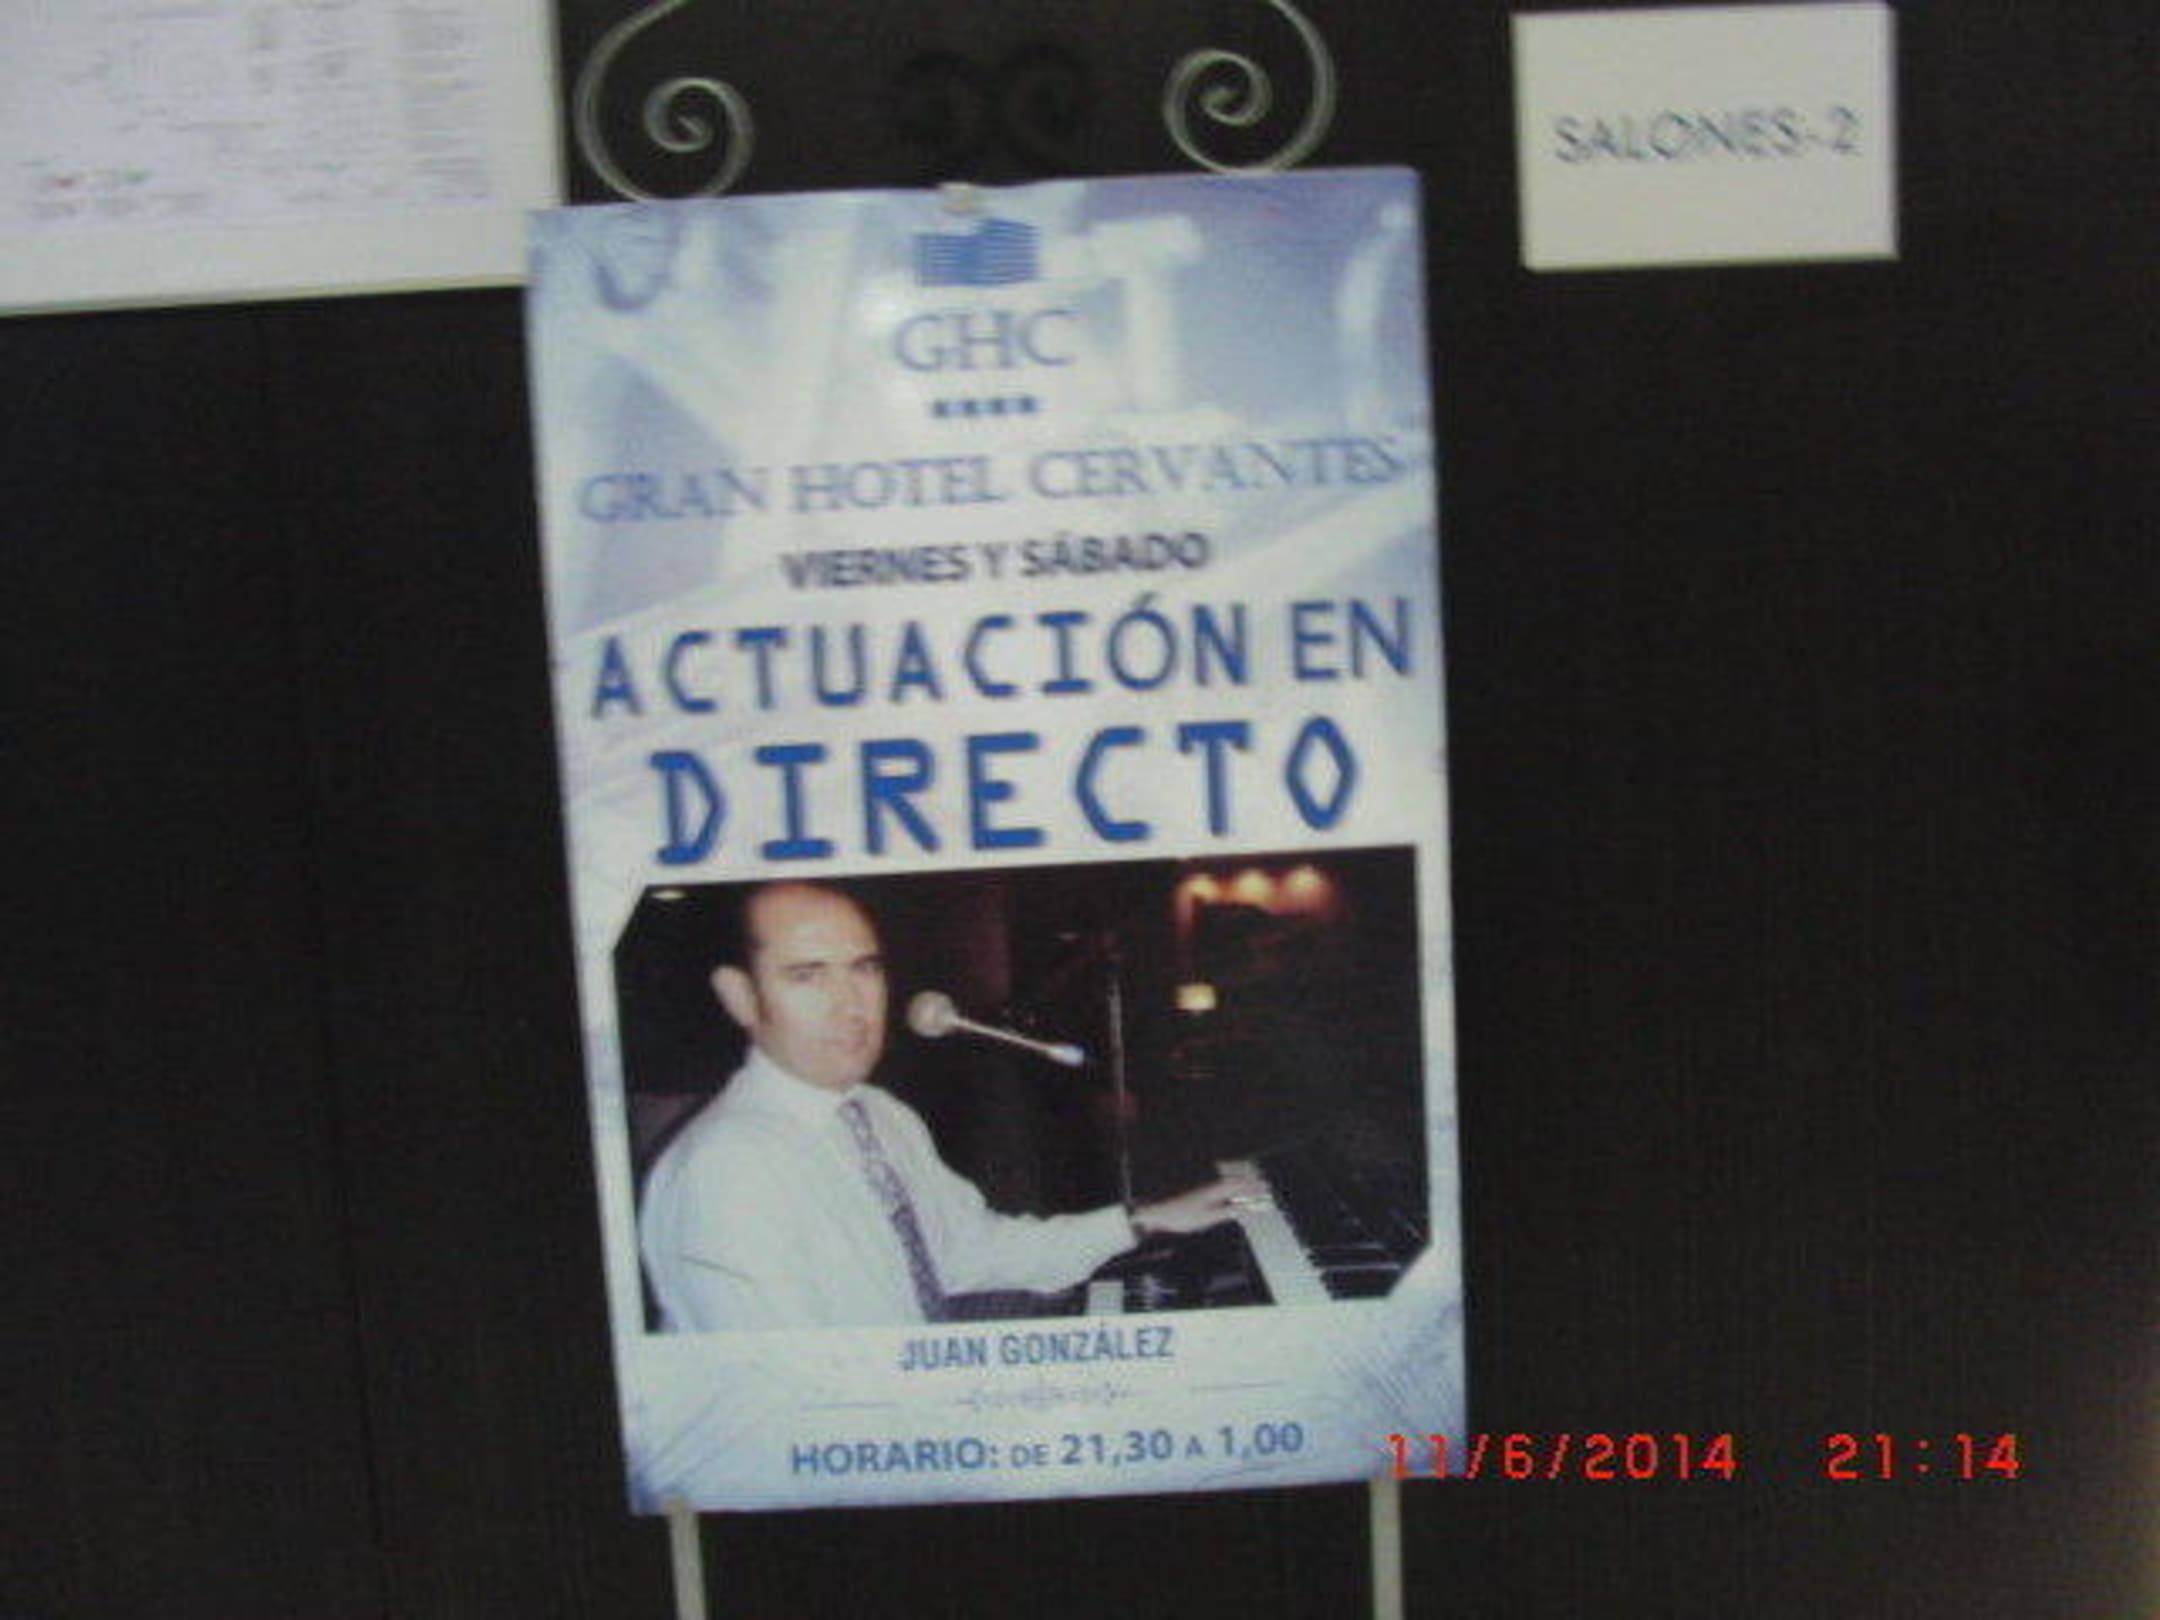 SALONES-2
GHC
GRAN HOTEL CERVANTES
VIERNES Y SÁBADO
ACTUACIÓN EN
DIRECTO
JUAN GONZÁLEZ
HORARIO: DE 21,30 A 1,00
11/6/2014 21:14